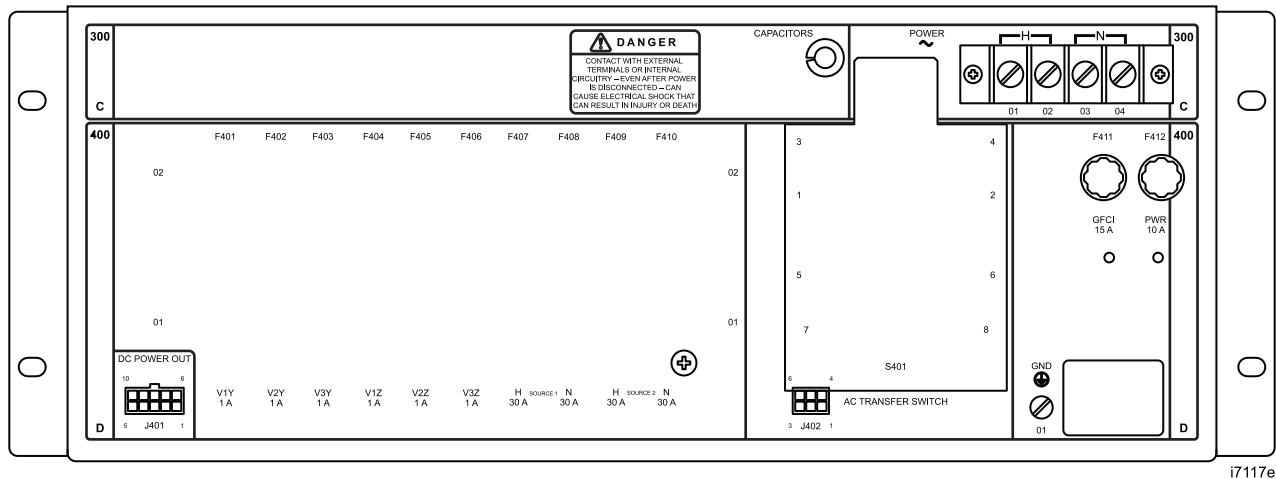 300
DANGER
CONTACT WITH EXTERNAL
TERMINALS OR INTERNAL
CIRCUITRY – EVEN AFTER POWER
IS DISCONNECTED – CAN
CAUSE ELECTRICAL SHOCK THAT
CAN RESULT IN INJURY OR DEATH
CAPACITORS
POWER
~
H
N
300
01
02
03
04
C
C
400
F401
F402
F403
F404
F405
F406
F407
F408
F409
F410
02
02
01
01
DC POWER OUT
10
6
5
J401
1
V1Y
1 A
V2Y
1 A
V3Y
1 A
V1Z
1 A
V2Z
1 A
V3Z
1 A
H SOURCE 1 N
30 A 30 A
H SOURCE 2 N
30 A 30 A
D
3
4
1
2
5
6
7
8
S401
6
4
AC TRANSFER SWITCH
3
J402
1
F411
F412
400
GFCI
15 A
PWR
10 A
GND
01
D
i7117e